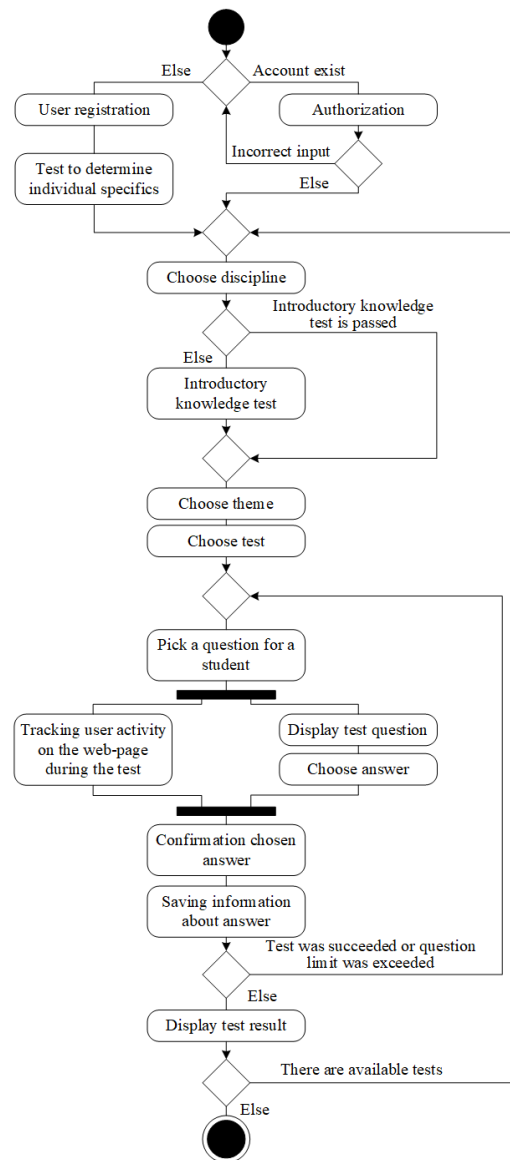 Else
Account exist
User registration
Authorization
Incorrect input
Test to determine
individual specifics
Else
Choose discipline
Introductory knowledge
test is passed
Else
Introductory
knowledge test
Choose theme
Choose test
Pick a question for a
student
Tracking user activity
on the web-page
during the test
Display test question
Choose answer
Confirmation chosen
answer
Saving information
about answer
Test was succeeded or question
limit was exceeded
Else
Display test result
There are available tests
Else